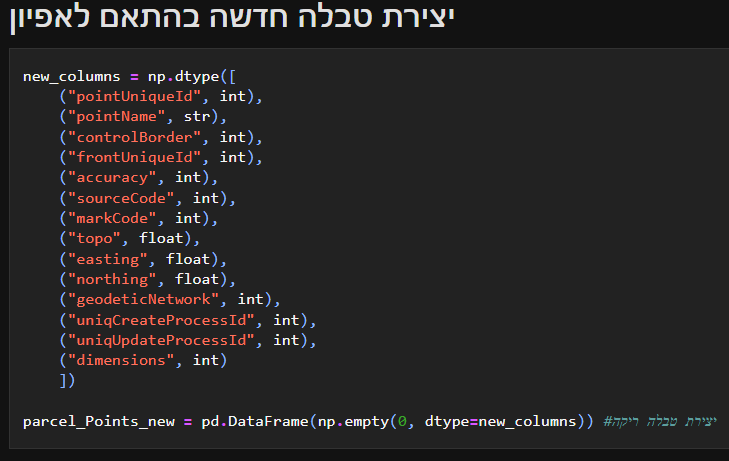 יצירת טבלה חדשה בהתאם לאפיון
new_columns = np.dtype([
    ("pointUniqueId", int),
    ("pointName", str),
    ("controlBorder", int),
    ("frontUniqueId", int),
    ("accuracy", int),
    ("sourceCode", int),
    ("markCode", int),
    ("topo", float),
    ("easting", float),
    ("northing", float),
    ("geodeticNetwork", int),
    ("uniqCreateProcessId", int),
    ("uniqUpdateProcessId", int),
    ("dimensions", int)
    ])
parcel_Points_new = pd.DataFrame(np.empty(0, dtype=new_columns)) #יצירת טבלה ריקה